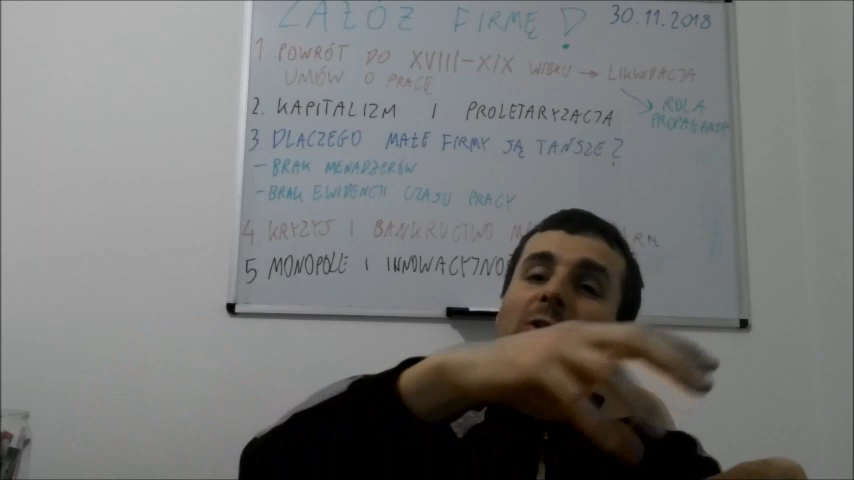 ZAŁÓŻ FIRMĘ! 30.11.2018
1. POWRÓT DO XVIII-XIX WIEKU → LIKWIDACJA
UMÓW O PRACĘ
→ ROLA
PROPAGANDY
2. KAPITALIZM I PROLETARYZACJA
3 DLACZEGO MAŁE FIRMY SĄ TAŃSZE?
- BRAK MENADŻERÓW
- BRAK EWIDENCJI CZASU PRACY
4. KRYZYS I BANKRUCTWO
5 MONOPOLE I INNOWACYJNOŚ